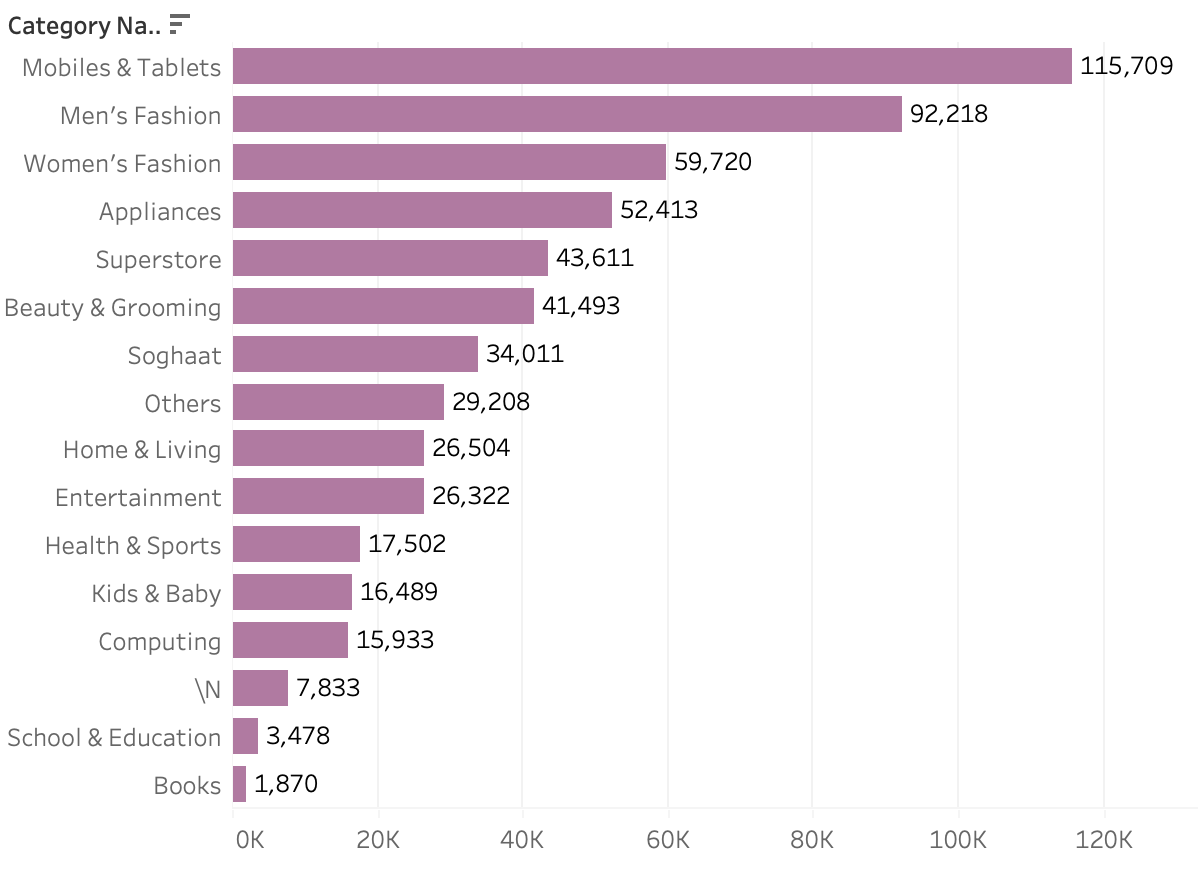 Category Na..
Mobiles & Tablets 115,709
Men’s Fashion 92,218
Women’s Fashion 59,720
Appliances 52,413
Superstore 43,611
Beauty & Grooming 41,493
Soghaat 34,011
Others 29,208
Home & Living 26,504
Entertainment 26,322
Health & Sports 17,502
Kids & Baby 16,489
Computing 15,933
\N 7,833
School & Education 3,478
Books 1,870
0K 20K 40K 60K 80K 100K 120K